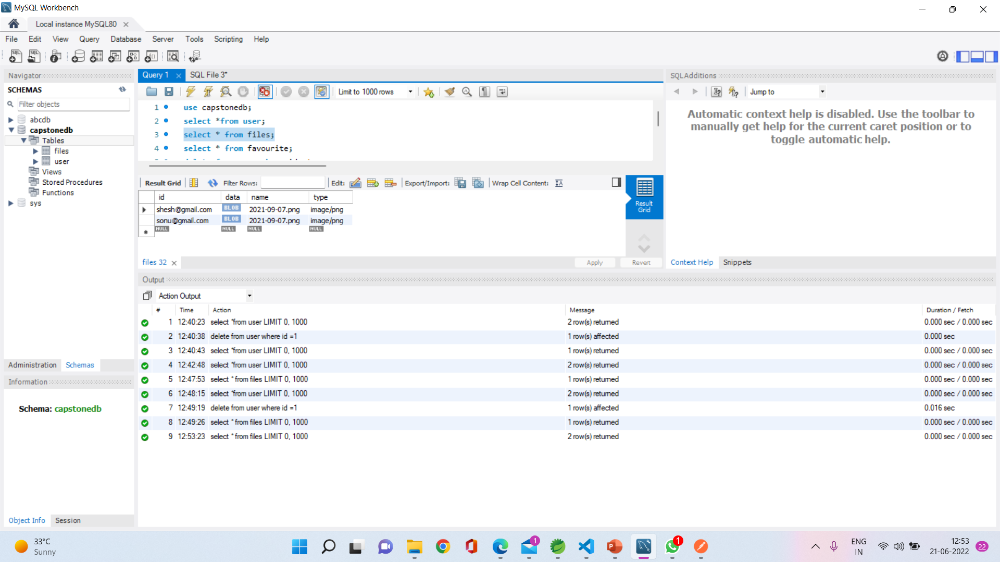 MySQL Workbench
Local instance MySQL80
File Edit View Query Database Server Tools Scripting Help
Navigator
SCHEMAS
Filter objects
abcdb
capstonedb
Tables
files
user
Views
Stored Procedures
Functions
sys
Administration Schemas
Information
Schema: capstonedb
Object Info Session
Query 1 SQL File 3*
Limit to 1000 rows
1 use capstonedb;
2 select *from user;
3 select * from files;
4 select * from favourite;
Result Grid Filter Rows: Edit: Export/Import: Wrap Cell Content:
id data name type
shesh@gmail.com BLOB 2021-09-07.png image/png
sonu@gmail.com BLOB 2021-09-07.png image/png
NULL NULL NULL NULL
Result
Grid
files 32
Apply Revert
SQLAdditions
Jump to
Automatic context help is disabled. Use the toolbar to
manually get help for the current caret position or to
toggle automatic help.
Context Help Snippets
Output
Action Output
# Time Action Message Duration / Fetch
1 12:40:23 select *from user LIMIT 0, 1000 2 row(s) returned 0.000 sec / 0.000 sec
2 12:40:38 delete from user where id =1 1 row(s) affected 0.000 sec
3 12:40:43 select *from user LIMIT 0, 1000 1 row(s) returned 0.000 sec / 0.000 sec
4 12:42:48 select *from user LIMIT 0, 1000 2 row(s) returned 0.000 sec / 0.000 sec
5 12:47:53 select * from files LIMIT 0, 1000 1 row(s) returned 0.000 sec / 0.000 sec
6 12:48:15 select *from user LIMIT 0, 1000 2 row(s) returned 0.000 sec / 0.000 sec
7 12:49:19 delete from user where id =1 1 row(s) affected 0.016 sec
8 12:49:26 select * from files LIMIT 0, 1000 1 row(s) returned 0.000 sec / 0.000 sec
9 12:53:23 select * from files LIMIT 0, 1000 2 row(s) returned 0.000 sec / 0.000 sec
33°C
Sunny
1
1
ENG
IN
12:53
21-06-2022
22